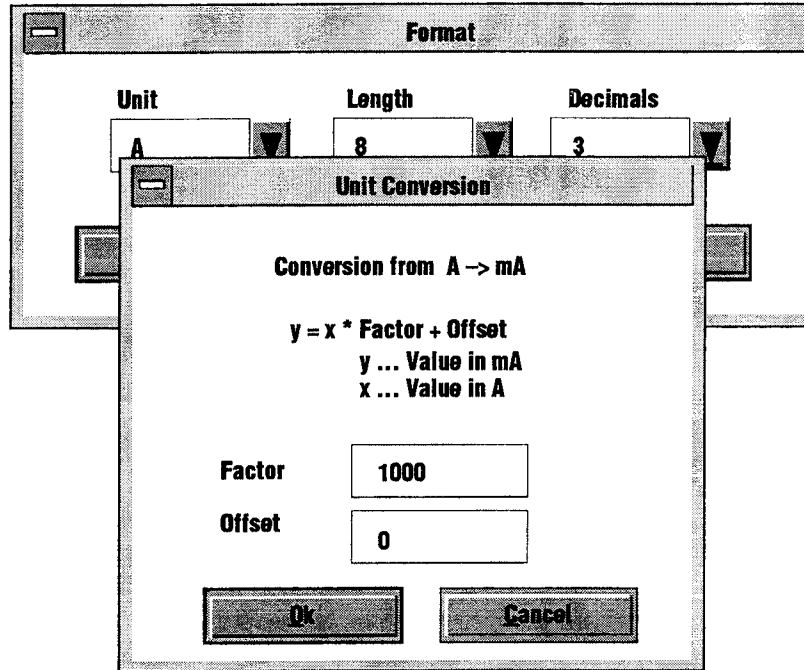 Format
Unit Length Decimals
A 8 3
Unit Conversion
Conversion from A -> mA
y = x * Factor + Offset
y ... Value in mA
x ... Value in A
Factor 1000
Offset 0
Ok Cancel